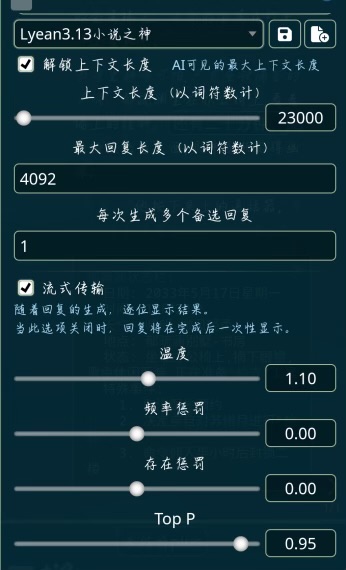 Lyean3.13小说之神
解锁上下文长度 AI可见的最大上下文长度
上下文长度（以词符数计）
23000
最大回复长度（以词符数计）
4092
每次生成多个备选回复
1
流式传输
随着回复的生成，逐位显示结果。
当此选项关闭时，回复将在完成后一次性显示。
温度
1.10
频率惩罚
0.00
存在惩罚
0.00
Top P
0.95